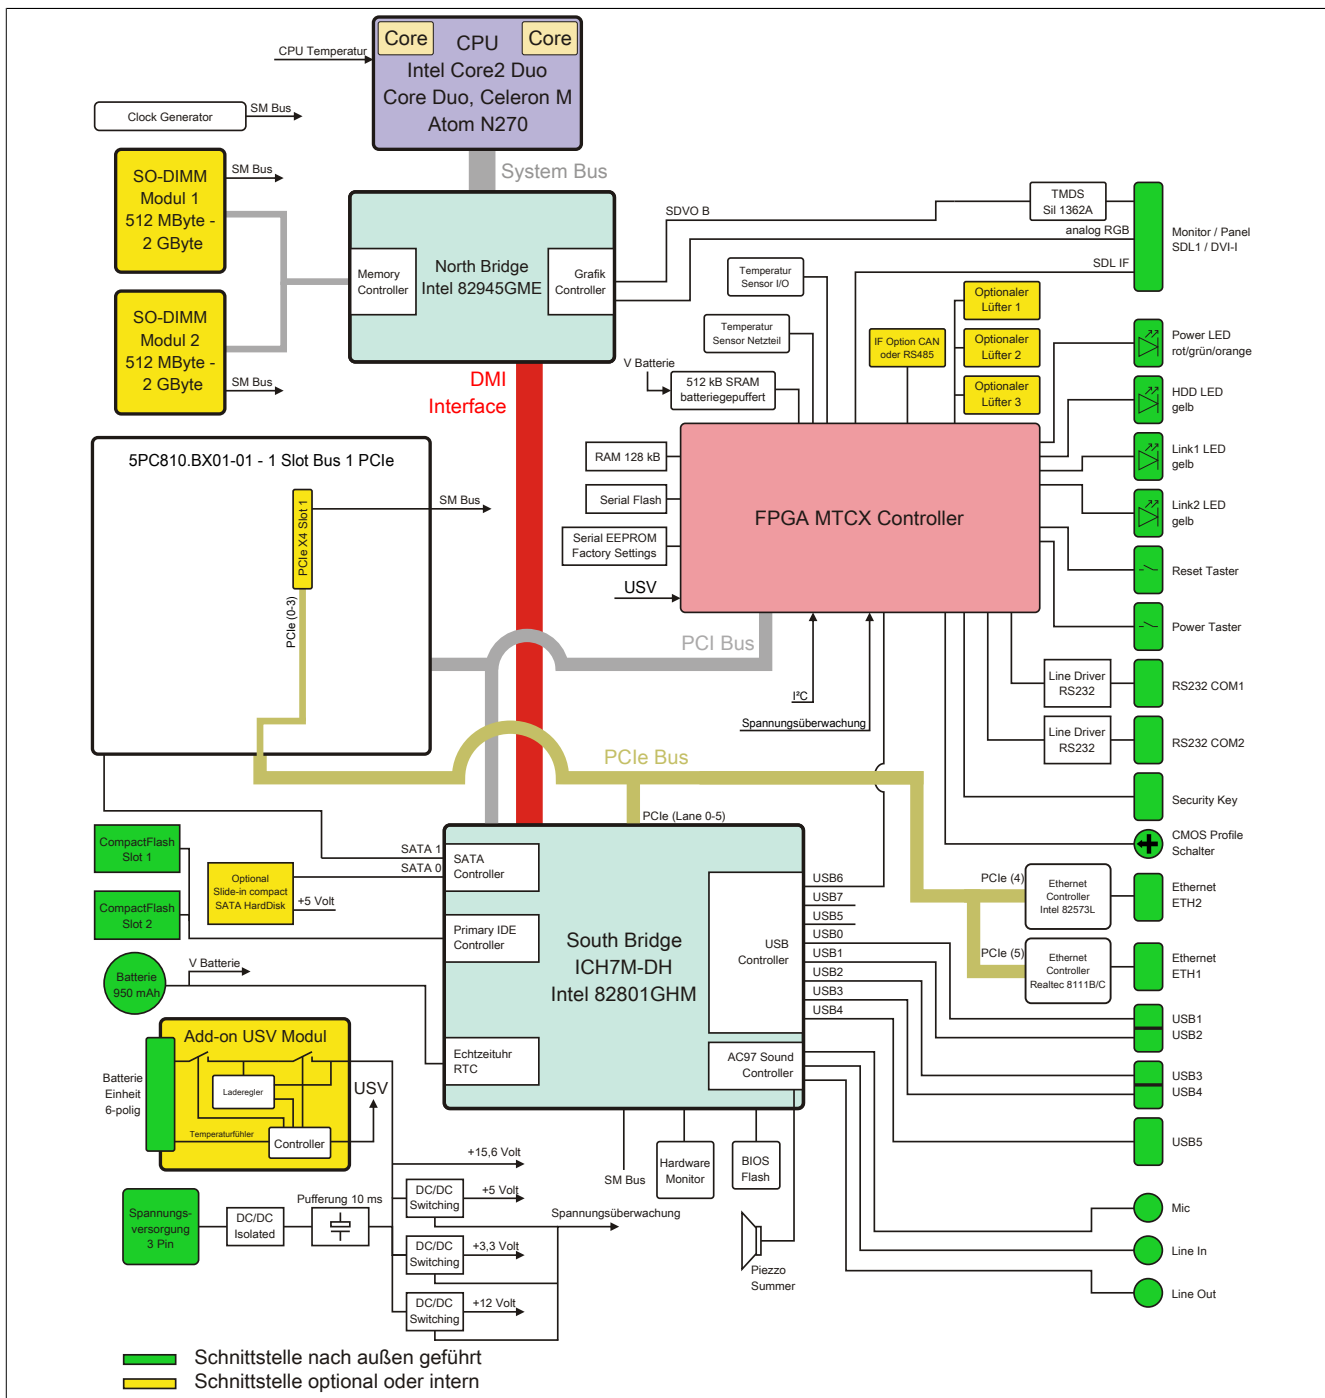 Core
CPU
Core
Intel Core2 Duo
Core Duo, Celeron M
Atom N270
CPU Temperatur
Clock Generator
SM Bus
SO-DIMM
Modul 1
512 MByte -
2 GByte
SM Bus
System Bus
SO-DIMM
Modul 2
512 MByte -
2 GByte
SM Bus
Memory
Controller
North Bridge
Intel 82945GME
Grafik
Controller
SDVO B
TMDS
Sil 1362A
analog RGB
SDL IF
Monitor / Panel
SDL1 / DVI-I
Temperatur
Sensor I/O
Temperatur
Sensor Netzteil
V Batterie
512 kB SRAM
batteriegepuffert
IF Option CAN
oder RS485
Optionaler
Lüfter 1
Optionaler
Lüfter 2
Optionaler
Lüfter 3
Power LED
rot/grün/orange
HDD LED
gelb
Link1 LED
gelb
Link2 LED
gelb
Reset Taster
Power Taster
DMI
Interface
5PC810.BX01-01 - 1 Slot Bus 1 PCIe
PCIe X4 Slot 1
SM Bus
PCIe (0-3)
RAM 128 kB
Serial Flash
Serial EEPROM
Factory Settings
USV
FPGA MTCX Controller
PCI Bus
I²C
Spannungsüberwachung
Line Driver
RS232
RS232 COM1
Line Driver
RS232
RS232 COM2
Security Key
CMOS Profile
Schalter
PCIe Bus
PCIe (Lane 0-5)
CompactFlash
Slot 1
CompactFlash
Slot 2
Optional
Slide-in compact
SATA HardDisk
+5 Volt
SATA 1
SATA 0
SATA
Controller
Primary IDE
Controller
South Bridge
ICH7M-DH
Intel 82801GHM
USB
Controller
USB6
USB7
USB5
USB0
USB1
USB2
USB3
USB4
PCIe (4)
Ethernet
Controller
Intel 82573L
Ethernet
ETH2
PCIe (5)
Ethernet
Controller
Realtec 8111B/C
Ethernet
ETH1
USB1
USB2
USB3
USB4
USB5
Batterie
950 mAh
V Batterie
Echtzeituhr
RTC
AC97 Sound
Controller
Add-on USV Modul
Batterie
Einheit
6-polig
Laderegler
Temperaturfühler
Controller
USV
+15,6 Volt
SM Bus
Hardware
Monitor
BIOS
Flash
Piezzo
Summer
Mic
Line In
Line Out
Spannungs-
versorgung
3 Pin
DC/DC
Isolated
Pufferung 10 ms
DC/DC
Switching
+5 Volt
Spannungsüberwachung
DC/DC
Switching
+3,3 Volt
DC/DC
Switching
+12 Volt
Schnittstelle nach außen geführt
Schnittstelle optional oder intern